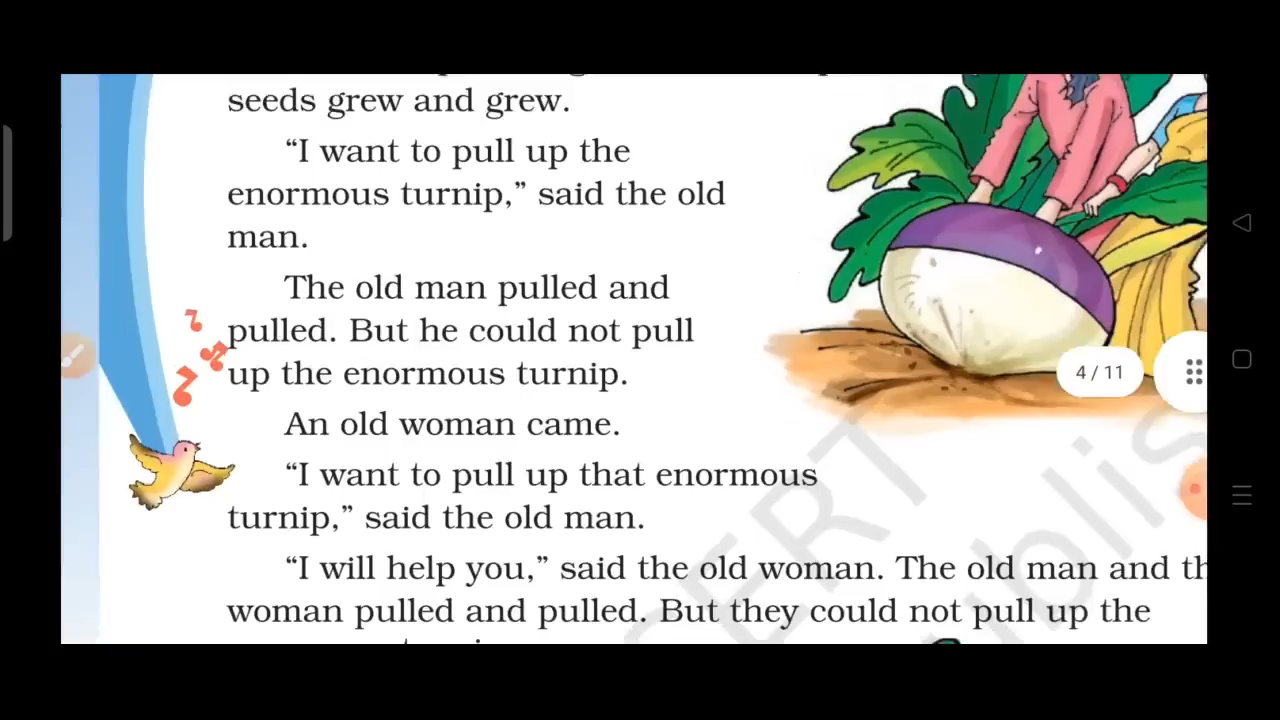 seeds grew and grew.
“I want to pull up the
enormous turnip,” said the old
man.
The old man pulled and
pulled. But he could not pull
up the enormous turnip.
An old woman came.
“I want to pull up that enormous
turnip,” said the old man.
“I will help you,” said the old woman. The old man and th
woman pulled and pulled. But they could not pull up the
4 / 11